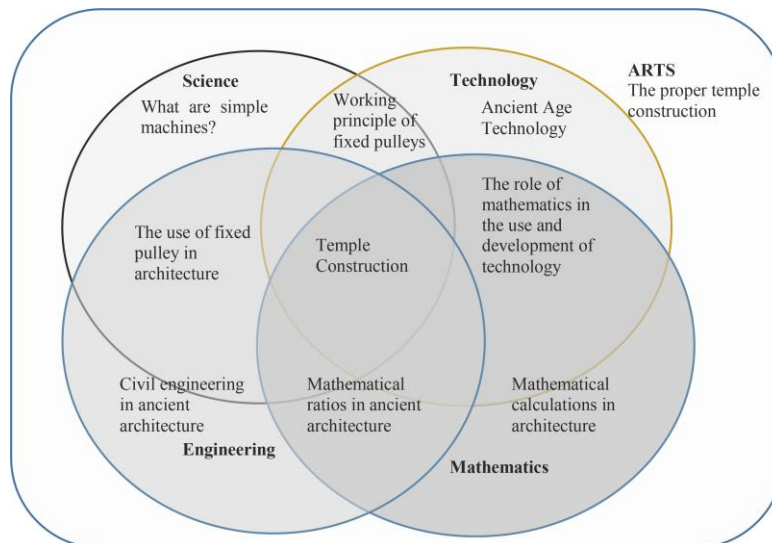 Science
What are simple
machines?
Working
principle of
fixed pulleys
Technology
Ancient Age
Technology
ARTS
The proper temple
construction
The use of fixed
pulley in
architecture
Temple
Construction
The role of
mathematics in
the use and
development of
technology
Civil engineering
in ancient
architecture
Engineering
Mathematical
ratios in ancient
architecture
Mathematical
calculations in
architecture
Mathematics